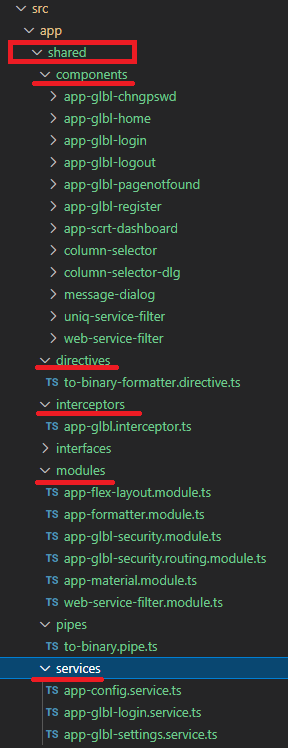 src
app
shared
components
app-glbl-chngpswd
app-glbl-home
app-glbl-login
app-glbl-logout
app-glbl-pagenotfound
app-glbl-register
app-scrt-dashboard
column-selector
column-selector-dlg
message-dialog
uniq-service-filter
web-service-filter
directives
TS to-binary-formatter.directive.ts
interceptors
TS app-glbl.interceptor.ts
interfaces
modules
TS app-flex-layout.module.ts
TS app-formatter.module.ts
TS app-glbl-security.module.ts
TS app-glbl-security.routing.module.ts
TS app-material.module.ts
TS web-service-filter.module.ts
pipes
TS to-binary.pipe.ts
services
TS app-config.service.ts
TS app-glbl-login.service.ts
TS app-glbl-settings.service.ts